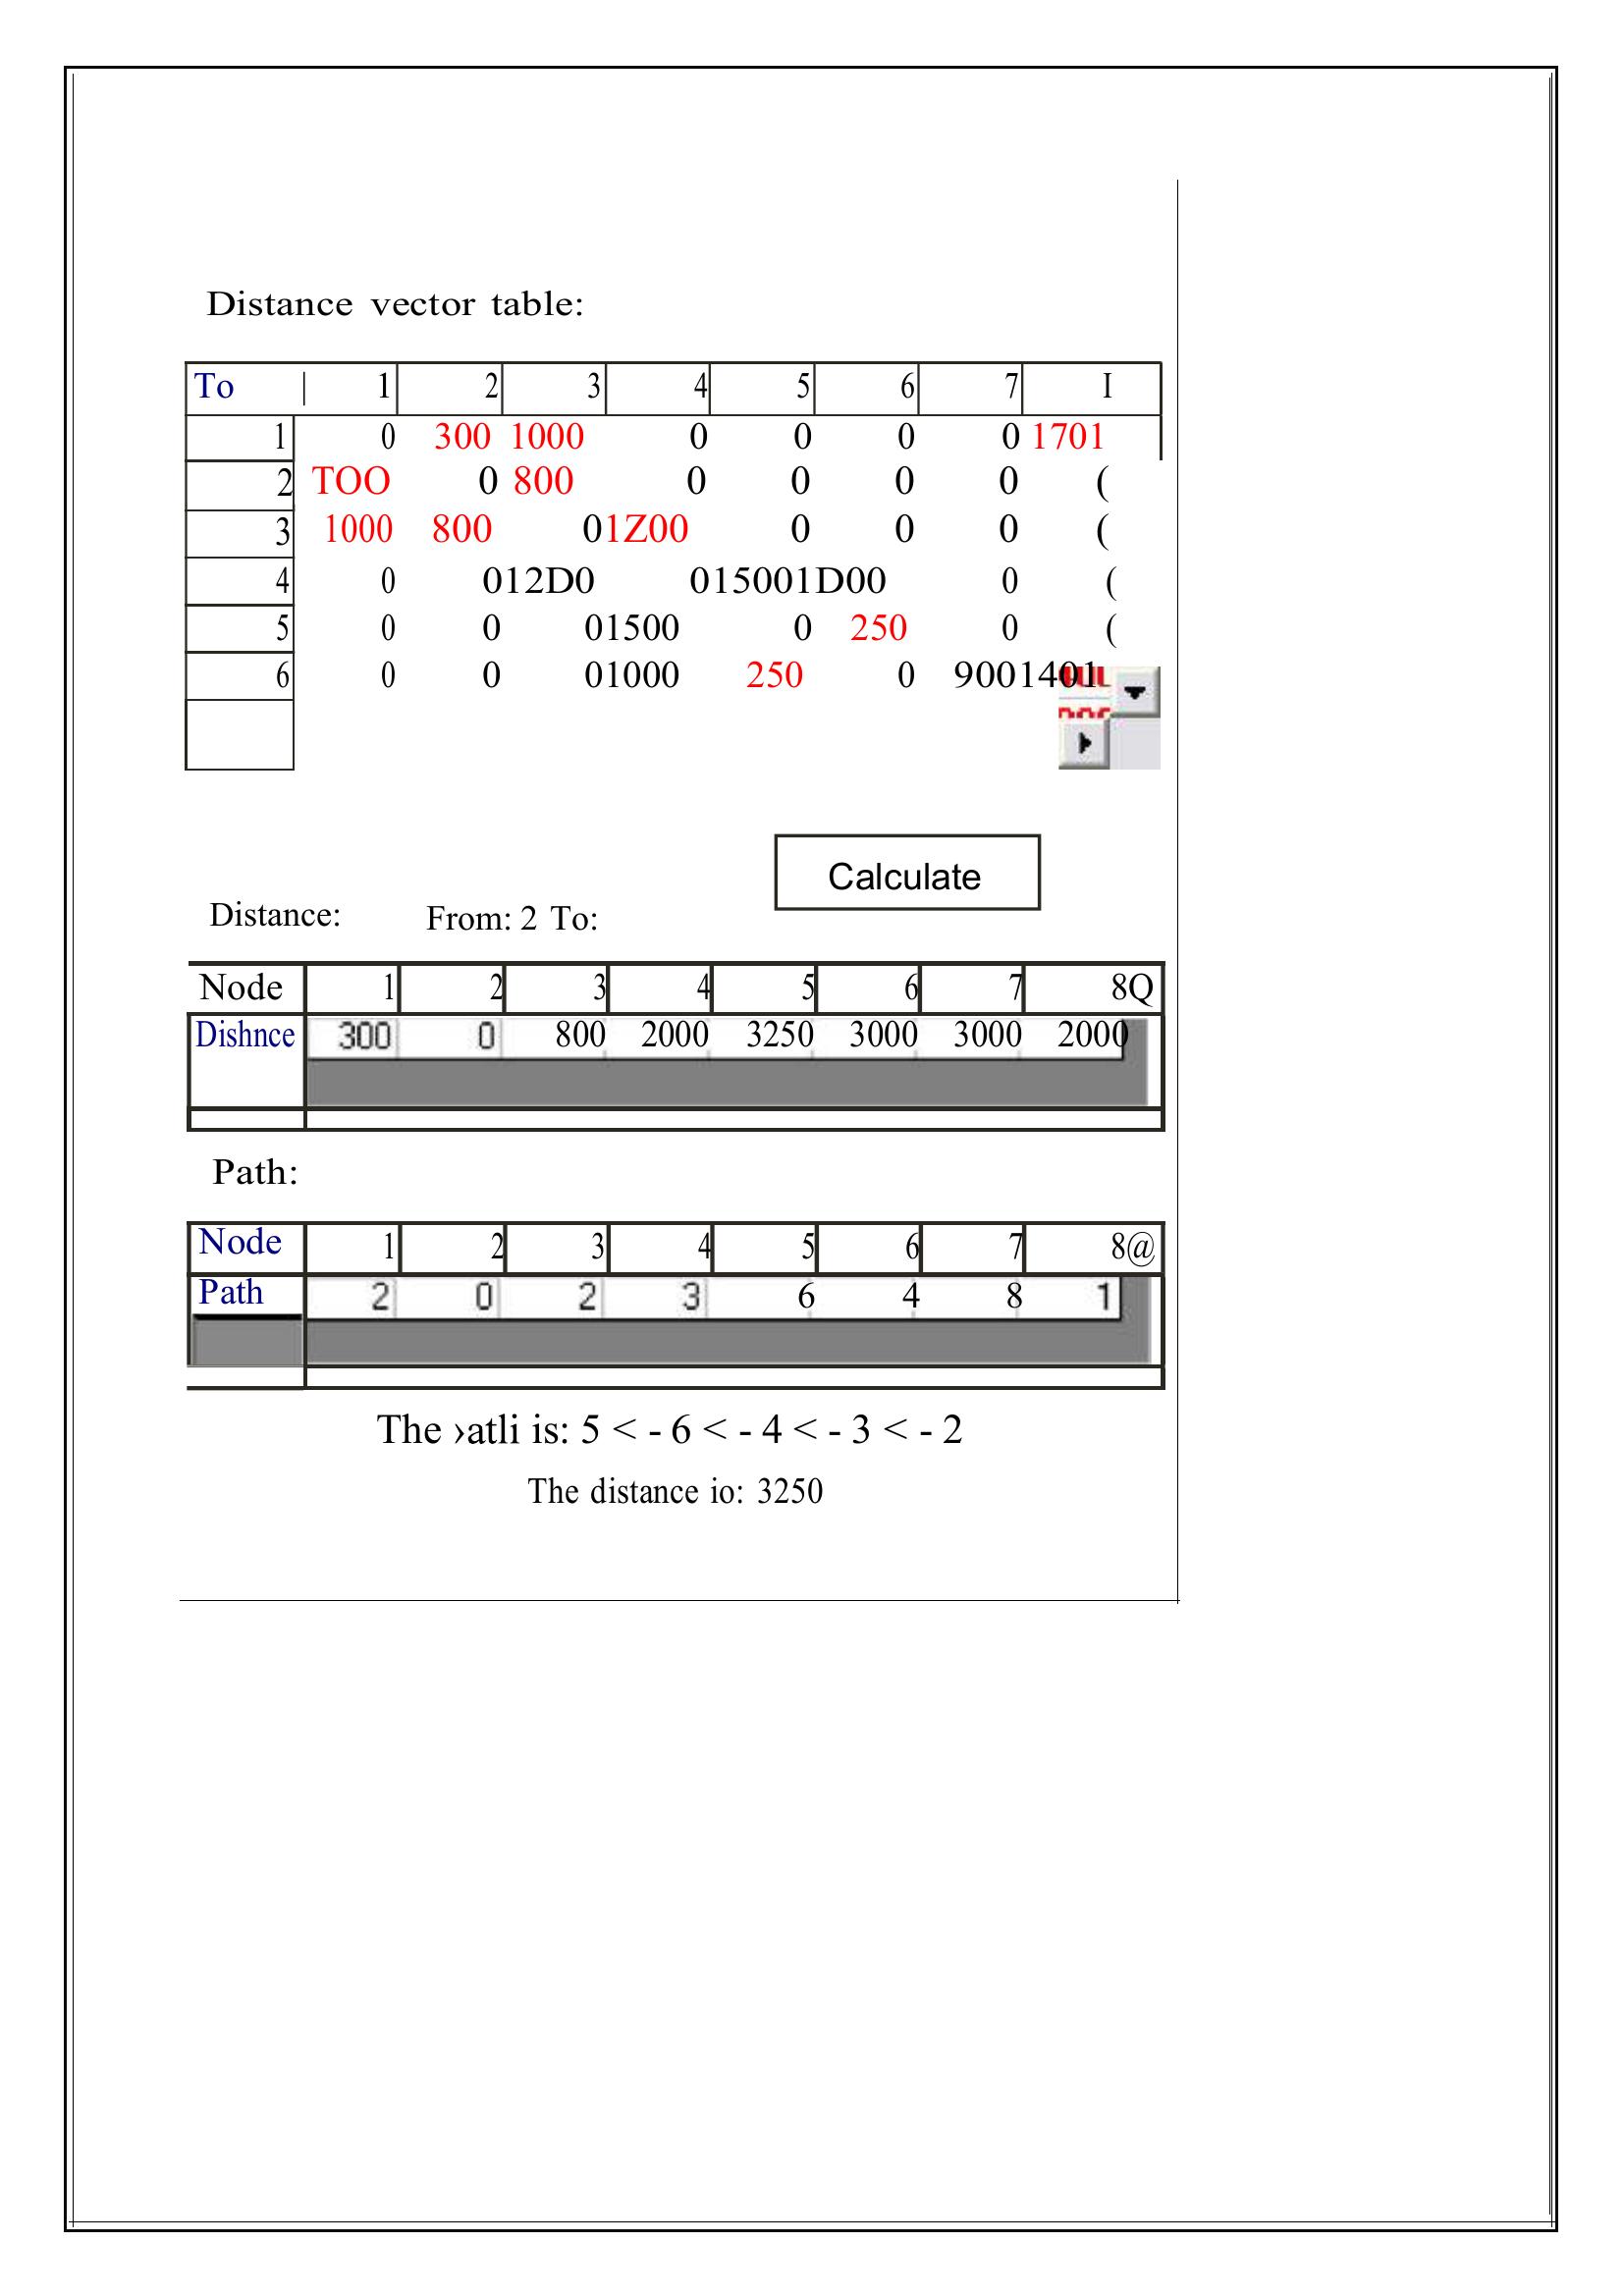 Distance vector table:
To | 1 2 3 4 5 6 7 I
1 0 300 1000 0 0 0 0 1701
2 TOO 0 800 0 0 0 0 (
3 1000 800 01Z00 0 0 0 (
4 0 012D0 015001D00 0 (
5 0 0 01500 0 250 0 (
6 0 0 01000 250 0 9001401
Calculate
Distance: From: 2 To:
Node 1 2 3 4 5 6 7 8Q
Dishnce 300 0 800 2000 3250 3000 3000 2000
Path:
Node 1 2 3 4 5 6 7 8@
Path 2 0 2 3 6 4 8 1
The ›atli is: 5 < - 6 < - 4 < - 3 < - 2
The distance io: 3250